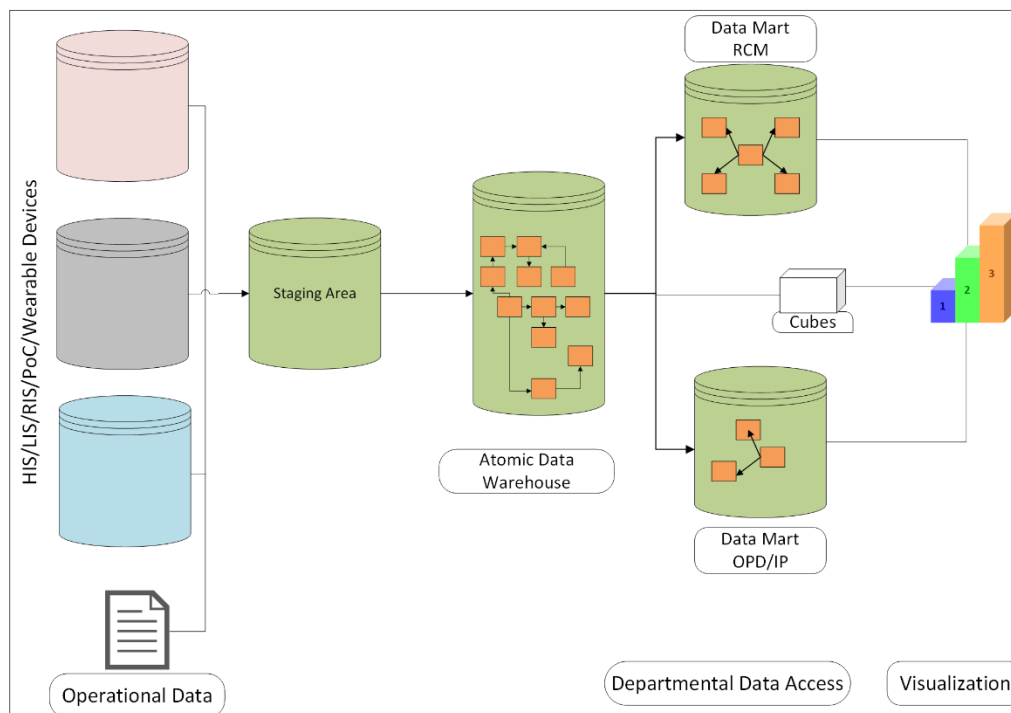 Data Mart
RCM
HIS/LIS/RIS/PoC/Wearable Devices
Staging Area
Cubes
1
2
3
Atomic Data
Warehouse
Data Mart
OPD/IP
Operational Data
Departmental Data Access
Visualization